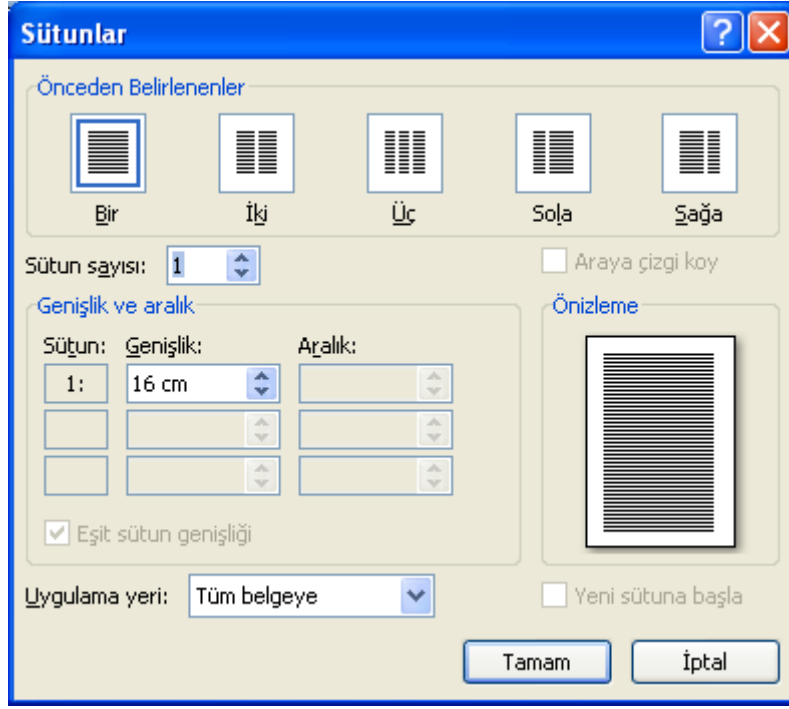 Sütunlar
Önceden Belirlenenler
Bir İki Üç Sola Sağa
Sütun sayısı: 1 Araya çizgi koy
Genişlik ve aralık Önizleme
Sütun: Genişlik: Aralık:
1: 16 cm
Eşit sütun genişliği
Uygulama yeri: Tüm belgeye Yeni sütuna başla
Tamam İptal